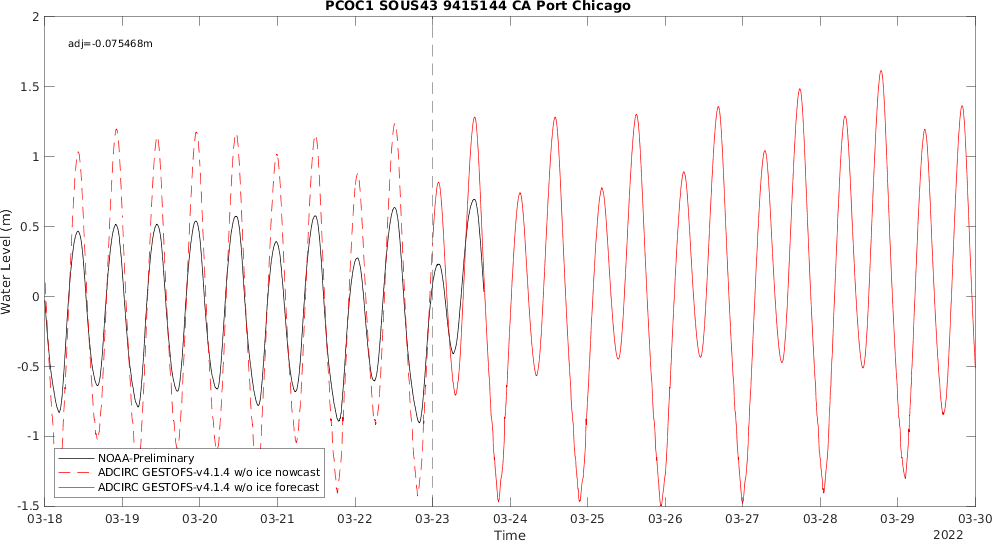 PCOC1 SOUS43 9415144 CA Port Chicago
adj=-0.075468m
Water Level (m)
2
1.5
1
0.5
0
-0.5
-1
-1.5
NOAA-Preliminary
ADCIRC GESTOFS-v4.1.4 w/o ice nowcast
ADCIRC GESTOFS-v4.1.4 w/o ice forecast
03-18 03-19 03-20 03-21 03-22 03-23 03-24 03-25 03-26 03-27 03-28 03-29 03-30
Time
2022